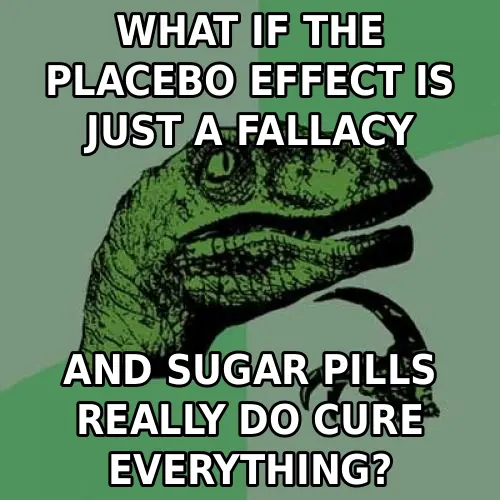 WHAT IF THE
PLACEBO EFFECT IS
JUST A FALLACY
AND SUGAR PILLS
REALLY DO CURE
EVERYTHING?